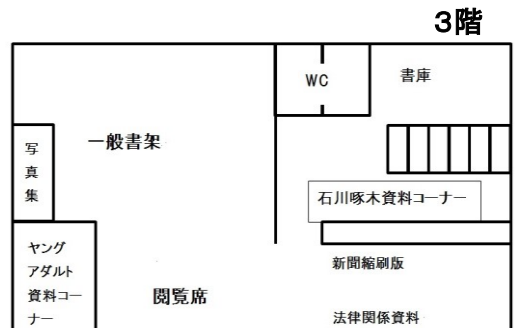 3階
WC
書庫
一般書架
写
真
集
石川啄木資料コーナー
ヤング
アダルト
資料コー
ナー
閲覧席
新聞縮刷版
法律関係資料